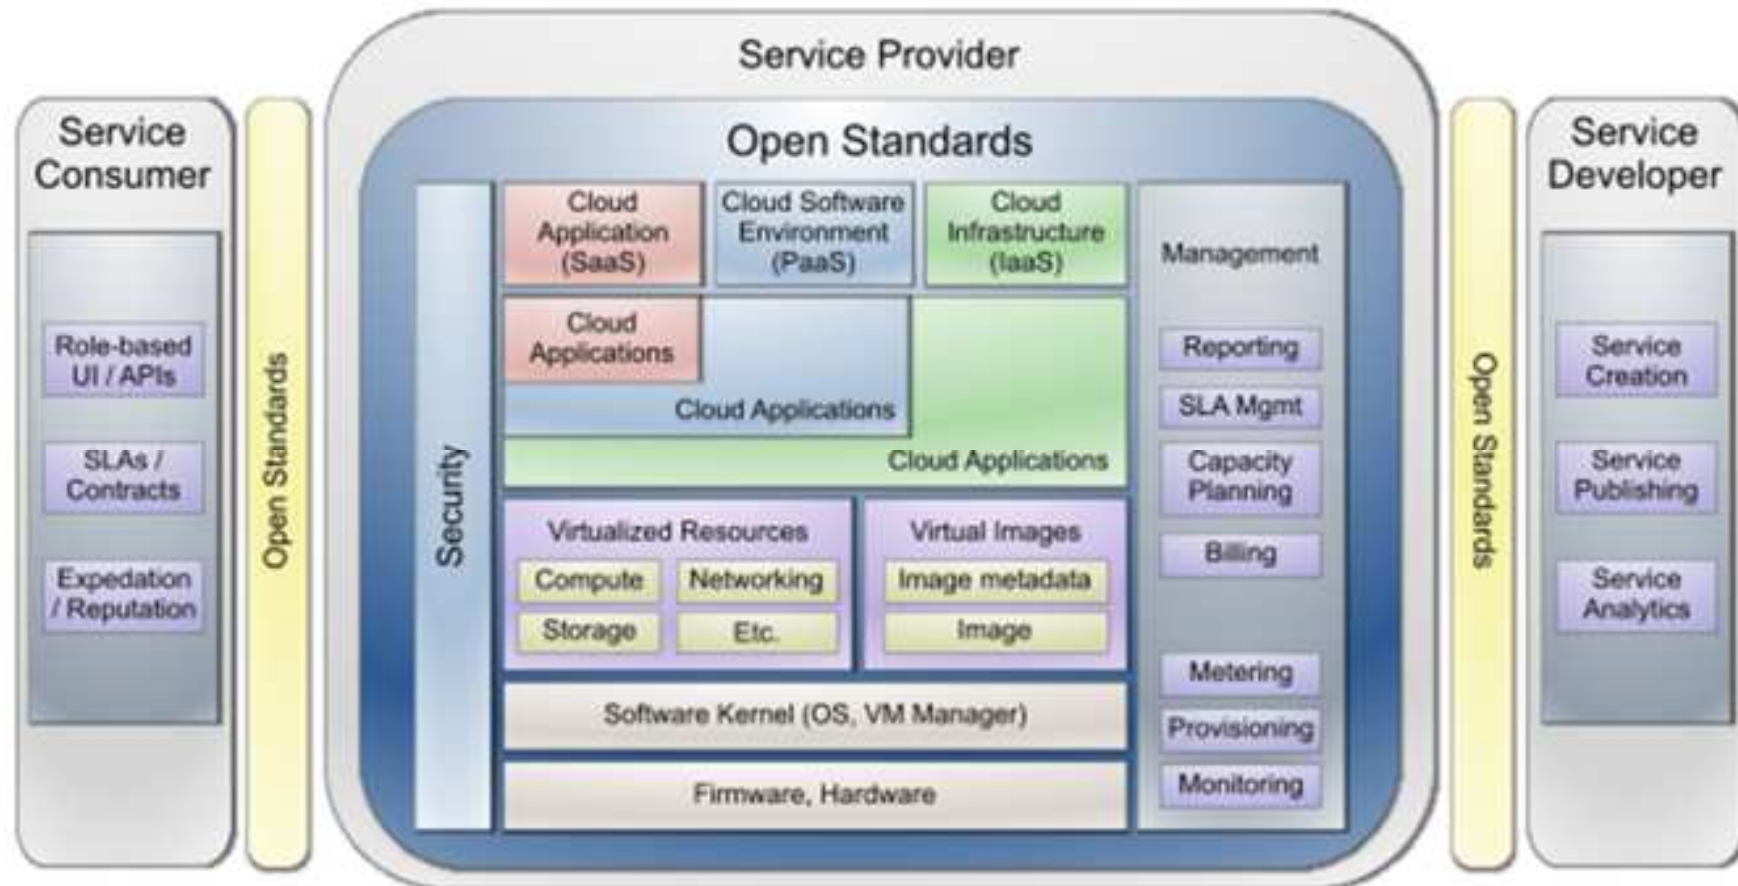 Service Provider
Service
Consumer
Role-based
UI / APIs
SLAs /
Contracts
Expedation
/ Reputation
Open Standards
Open Standards
Security
Cloud
Application
(SaaS)
Cloud Software
Environment
(PaaS)
Cloud
Infrastructure
(IaaS)
Cloud
Applications
Cloud Applications
Cloud Applications
Virtualized Resources
Compute
Networking
Storage
Etc.
Virtual Images
Image metadata
Image
Software Kernel (OS, VM Manager)
Firmware, Hardware
Management
Reporting
SLA Mgmt
Capacity
Planning
Billing
Metering
Provisioning
Monitoring
Open Standards
Service
Developer
Service
Creation
Service
Publishing
Service
Analytics